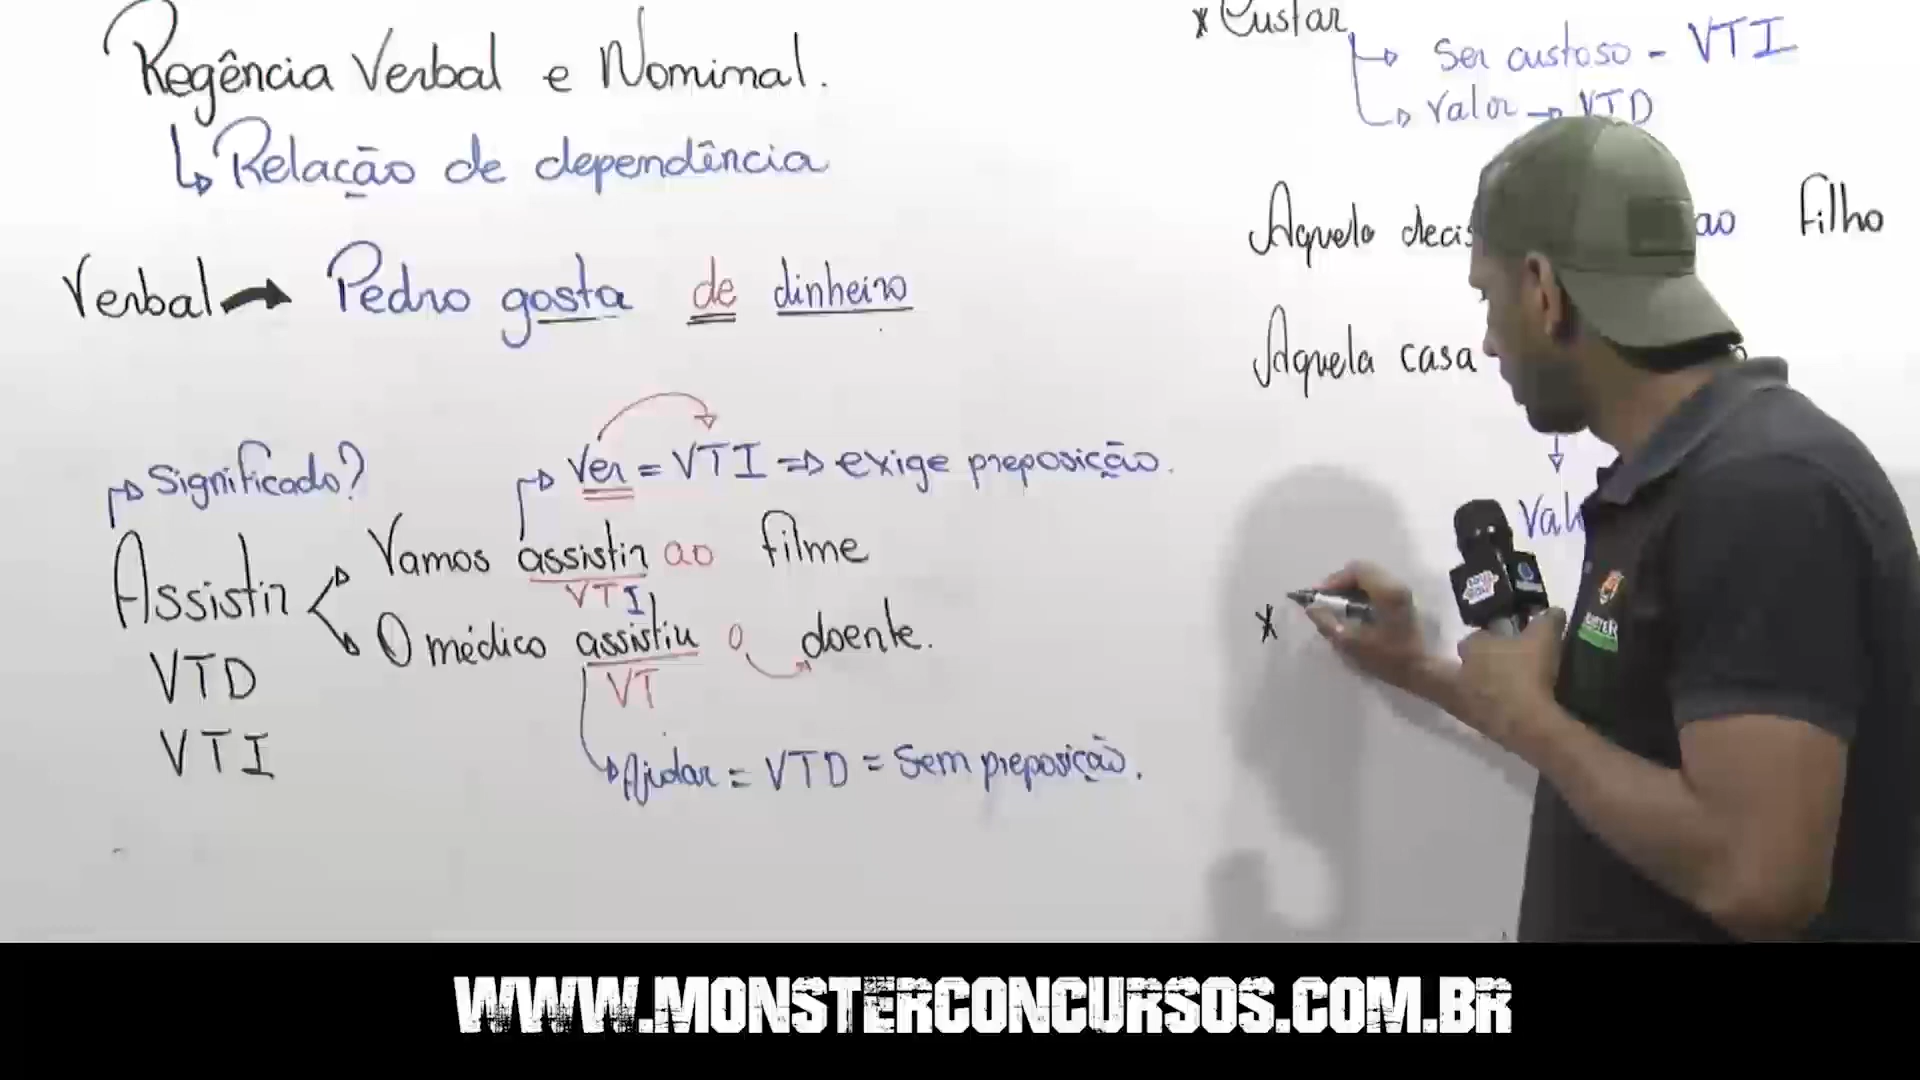 Regência Verbal e Nominal.
↳ Relação de dependência
Verbal → Pedro gosta de dinheiro
Significado?
Ver = VTI => exige preposição.
Assistir
Vamos assistir ao filme
VTI
O médico assistiu o doente.
VTD
VT
VTI
Ajudar = VTD = Sem preposição.
* Custar
Ser custoso - VTI
Valor → VTD
Aquela ao filho
Aquela casa
*
WWW.MONSTERCONCURSOS.COM.BR